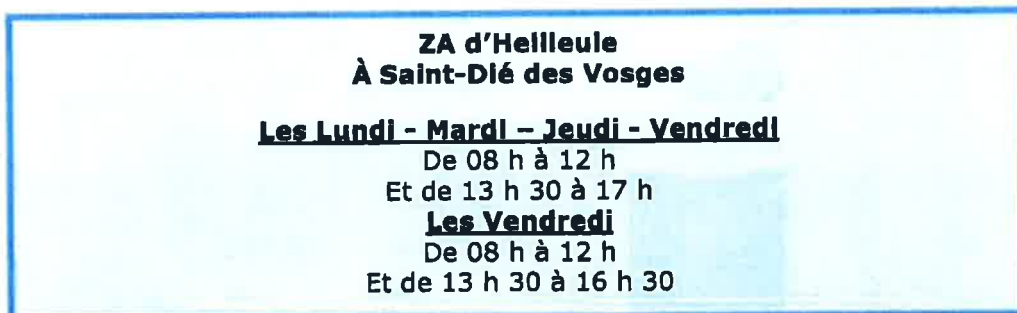 ZA d'Hellieule
À Saint-Dié des Vosges
Les Lundi - Mardi – Jeudi - Vendredi
De 08 h à 12 h
Et de 13 h 30 à 17 h
Les Vendredi
De 08 h à 12 h
Et de 13 h 30 à 16 h 30